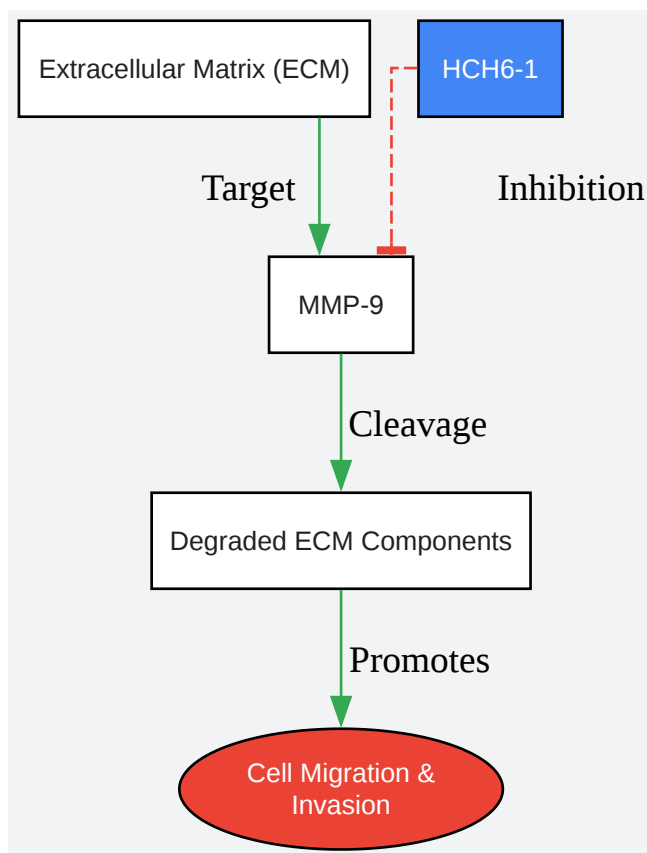 Extracellular Matrix (ECM)
HCH6-1
Target
Inhibition
MMP-9
Cleavage
Degraded ECM Components
Promotes
Cell Migration &
Invasion